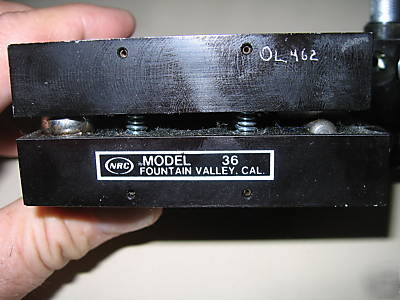 OL 462
NRC MODEL 36
FOUNTAIN VALLEY, CAL.